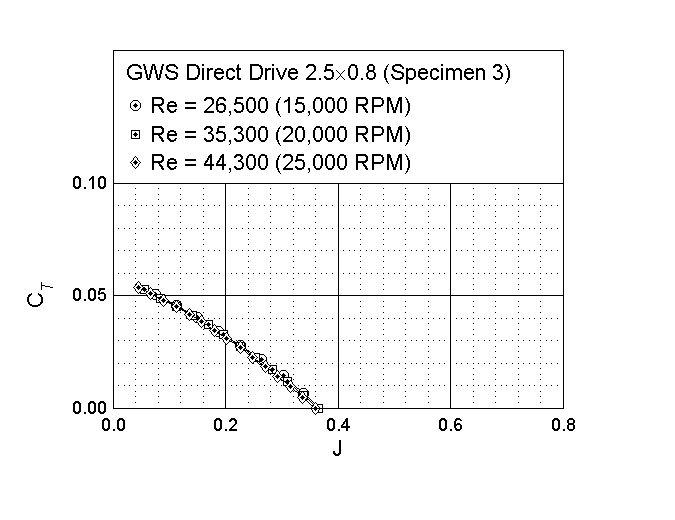 GWS Direct Drive 2.5×0.8 (Specimen 3)
Re = 26,500 (15,000 RPM)
Re = 35,300 (20,000 RPM)
Re = 44,300 (25,000 RPM)
0.10
0.05
0.00
C_T
0.0 0.2 0.4 0.6 0.8
J